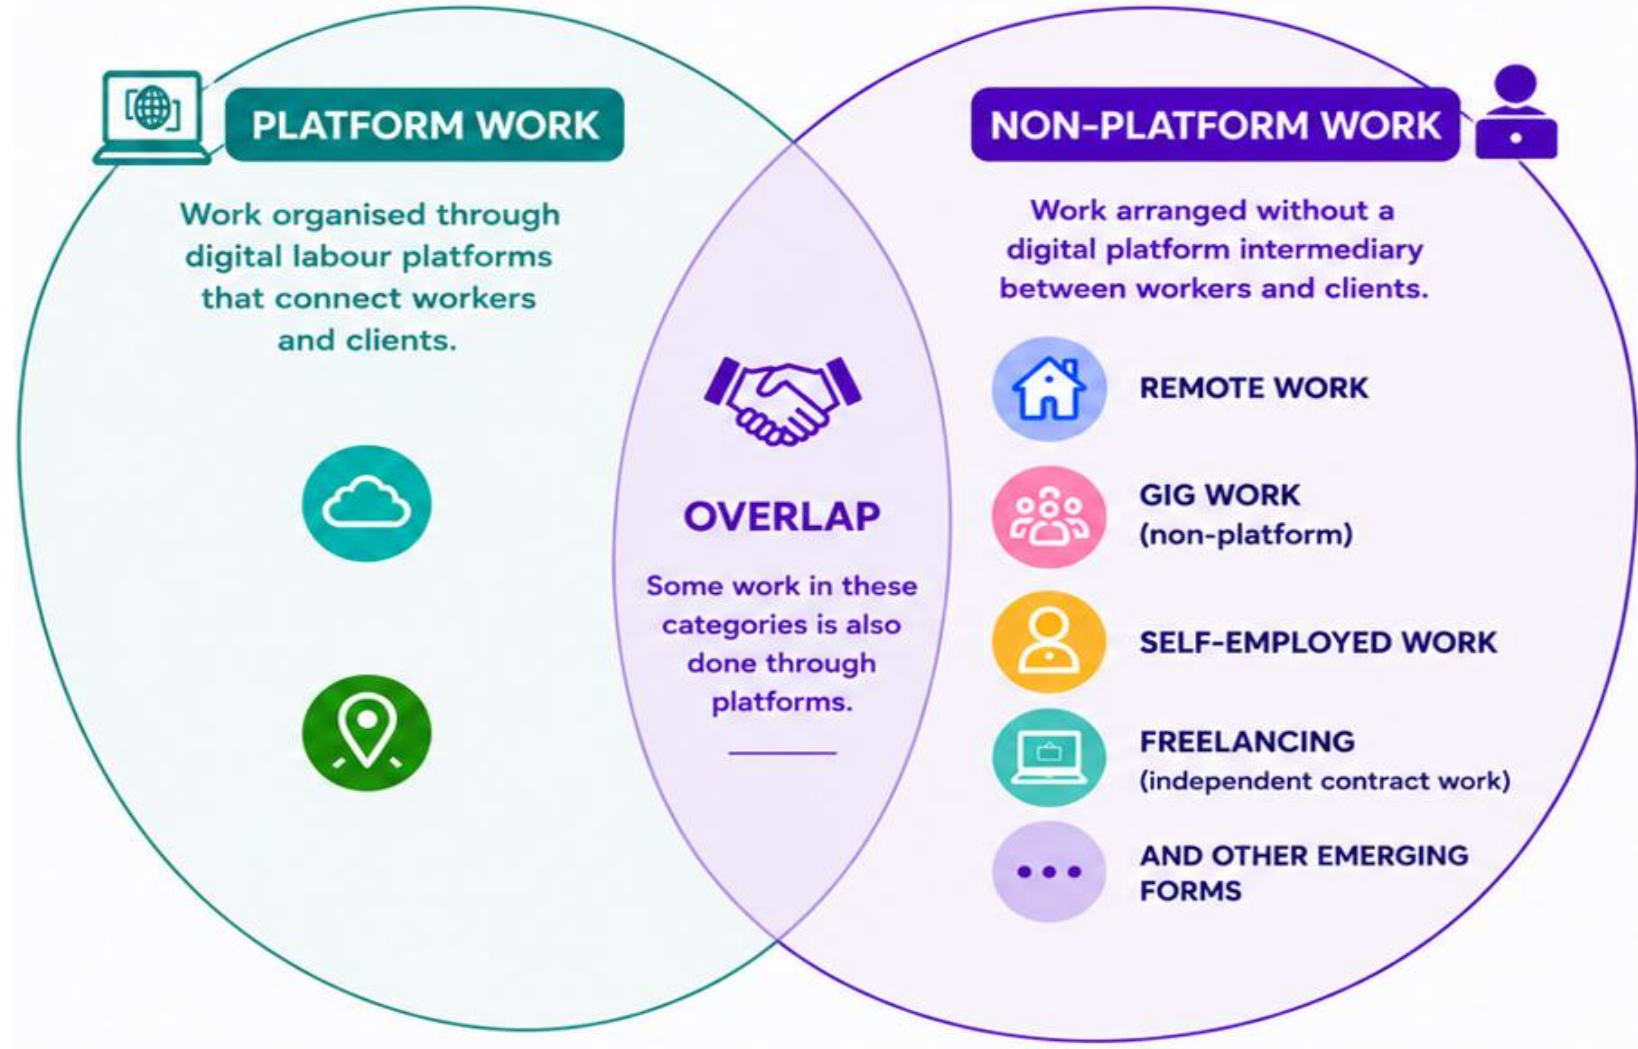 PLATFORM WORK
Work organised through
digital labour platforms
that connect workers
and clients.
OVERLAP
Some work in these
categories is also
done through
platforms.
NON-PLATFORM WORK
Work arranged without a
digital platform intermediary
between workers and clients.
REMOTE WORK
GIG WORK
(non-platform)
SELF-EMPLOYED WORK
FREELANCING
(independent contract work)
AND OTHER EMERGING
FORMS